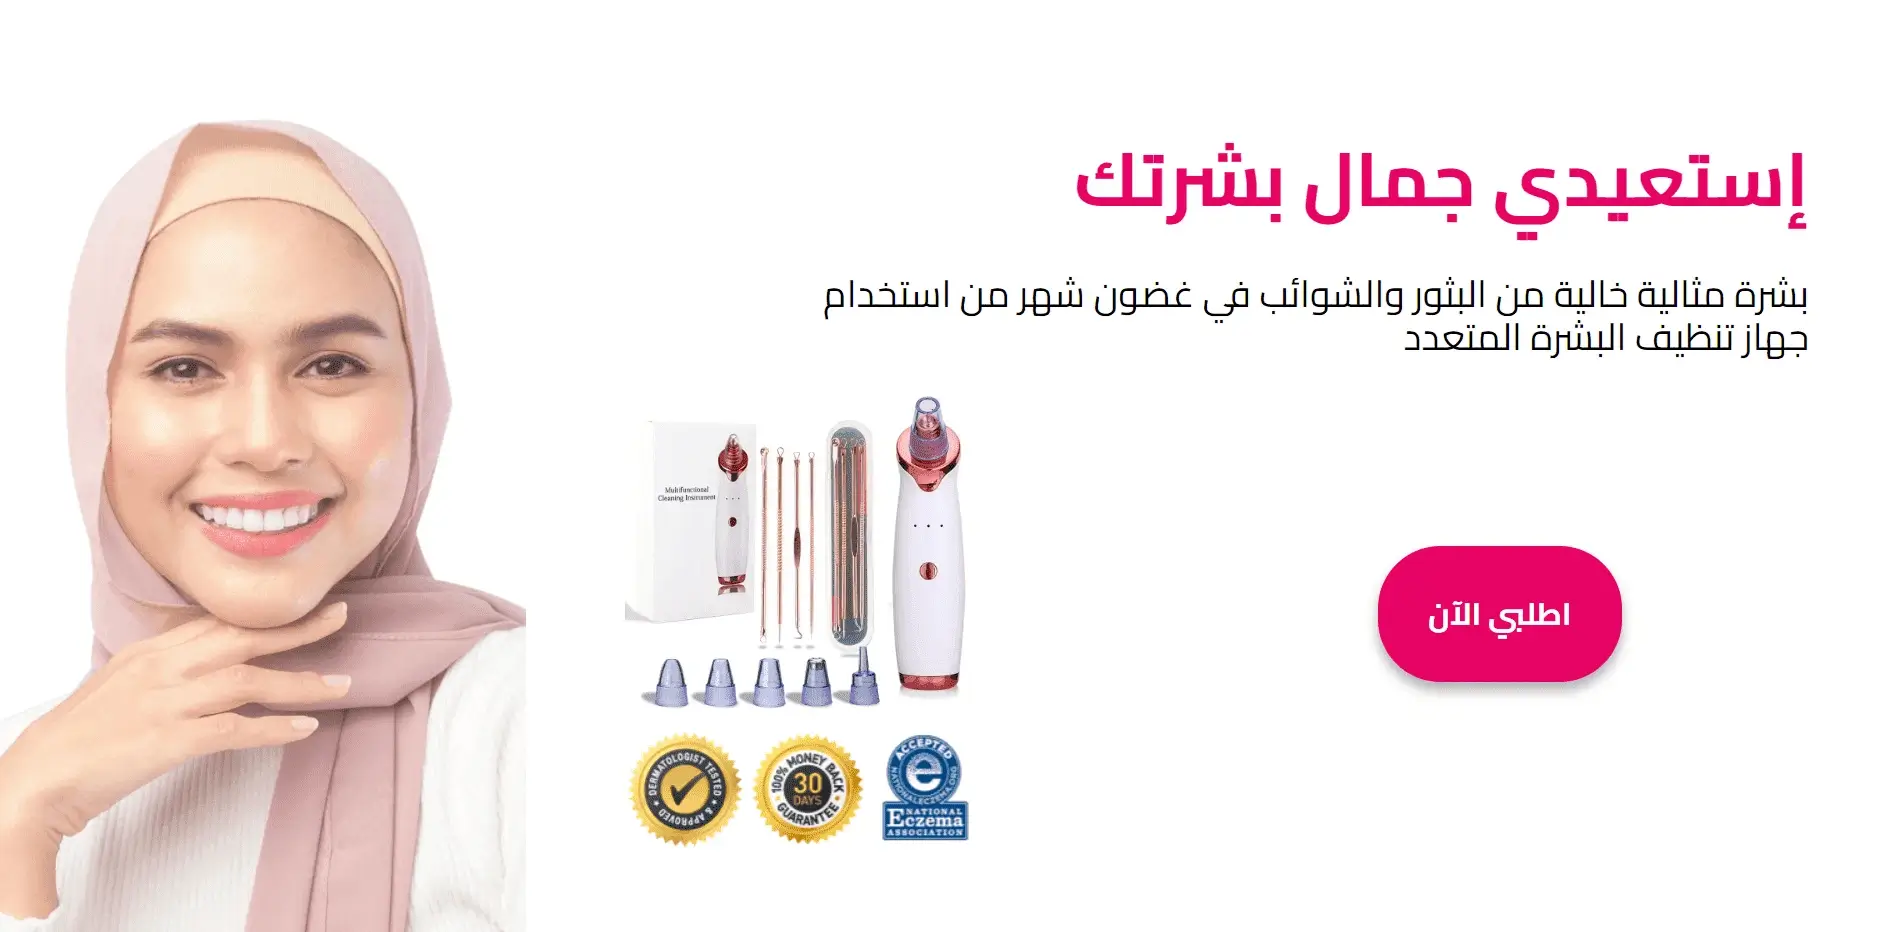 إستعيدي جمال بشرتك
بشرة مثالية خالية من البثور والشوائب في غضون شهر من استخدام
جهاز تنظيف البشرة المتعدد
اطلبي الآن
Multifunctional
Cleaning Instrument
DERMATOLOGIST TESTED
& APPROVED
100% MONEY BACK
30
DAYS
GUARANTEE
ACCEPTED
e
NATIONALECZEMA.ORG
NATIONAL
Eczema
ASSOCIATION